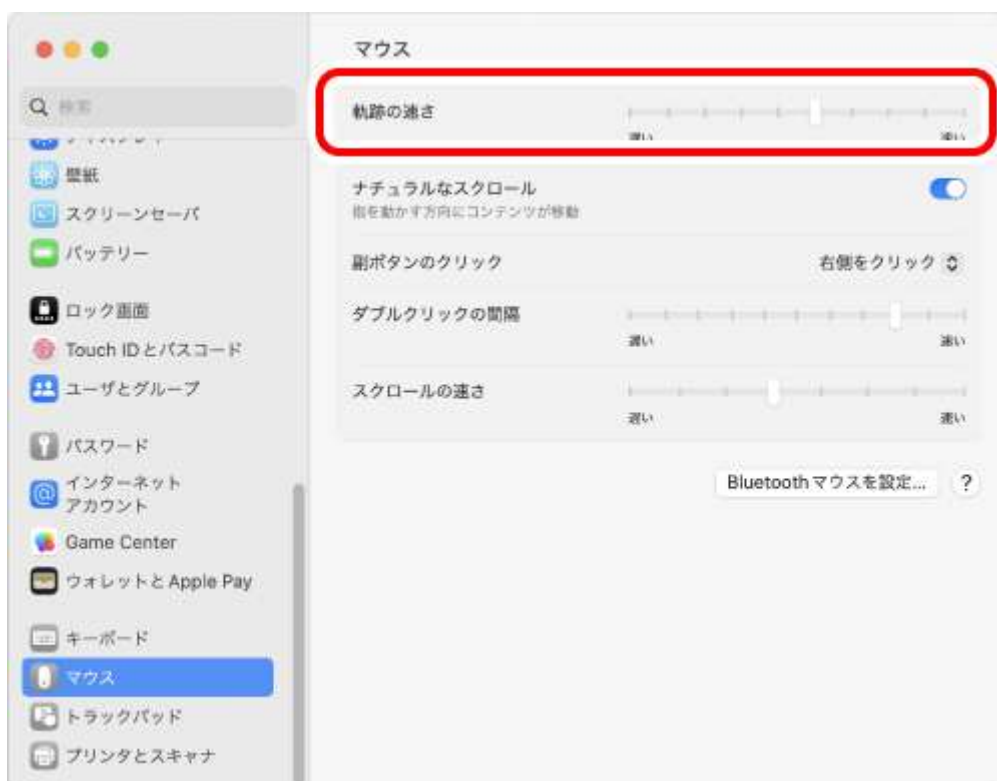 マウス
検索
軌跡の速さ
遅い
速い
壁紙
スクリーンセーバ
バッテリー
ロック画面
Touch IDとパスコード
ユーザとグループ
パスワード
インターネット
アカウント
Game Center
ウォレットとApple Pay
キーボード
マウス
トラックパッド
プリンタとスキャナ
ナチュラルなスクロール
指を動かす方向にコンテンツが移動
副ボタンのクリック
右側をクリック
ダブルクリックの間隔
遅い
速い
スクロールの速さ
遅い
速い
Bluetoothマウスを設定...
?